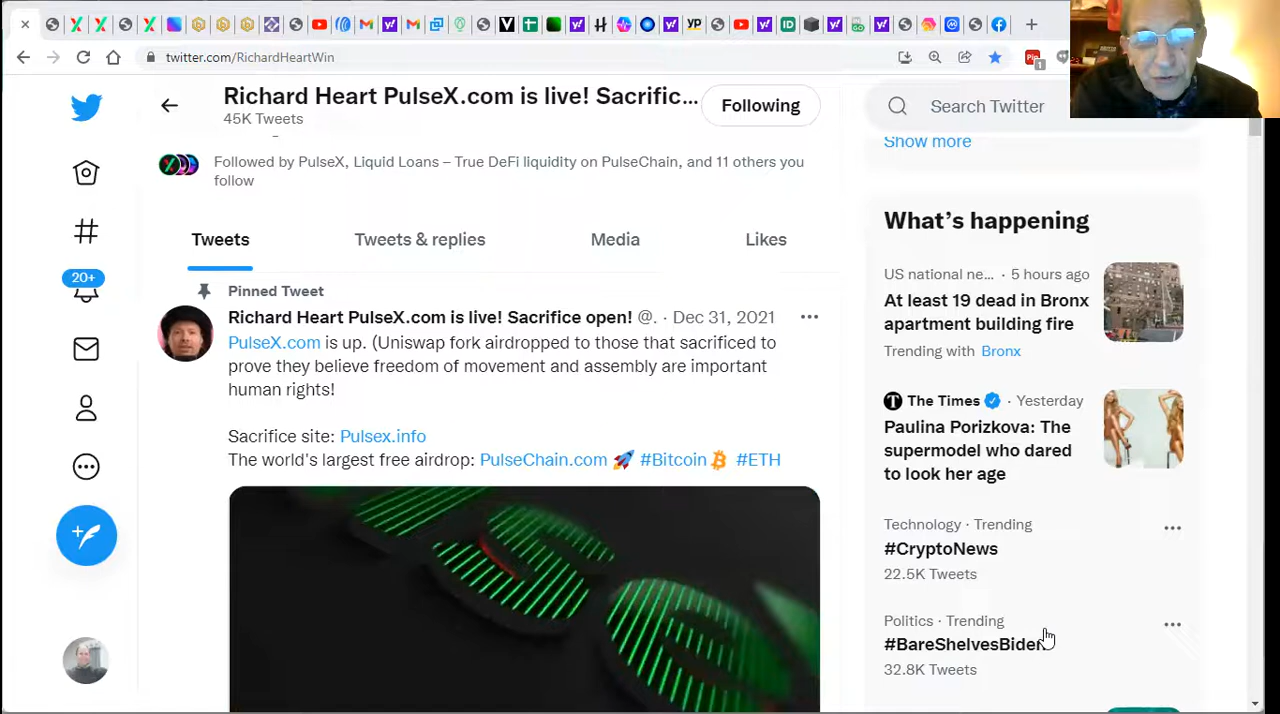 twitter.com/RichardHeartWin
Richard Heart PulseX.com is live! Sacrific...
45K Tweets
Following
Search Twitter
Followed by PulseX, Liquid Loans – True DeFi liquidity on PulseChain, and 11 others you
follow
Show more
Tweets
Tweets & replies
Media
Likes
20+
Pinned Tweet
Richard Heart PulseX.com is live! Sacrifice open! @. · Dec 31, 2021
PulseX.com is up. (Uniswap fork airdropped to those that sacrificed to
prove they believe freedom of movement and assembly are important
human rights!
Sacrifice site: Pulsex.info
The world's largest free airdrop: PulseChain.com 🚀 #Bitcoin #ETH
What's happening
US national ne... · 5 hours ago
At least 19 dead in Bronx
apartment building fire
Trending with Bronx
The Times · Yesterday
Paulina Porizkova: The
supermodel who dared
to look her age
Technology · Trending
#CryptoNews
22.5K Tweets
Politics · Trending
#BareShelvesBiden
32.8K Tweets